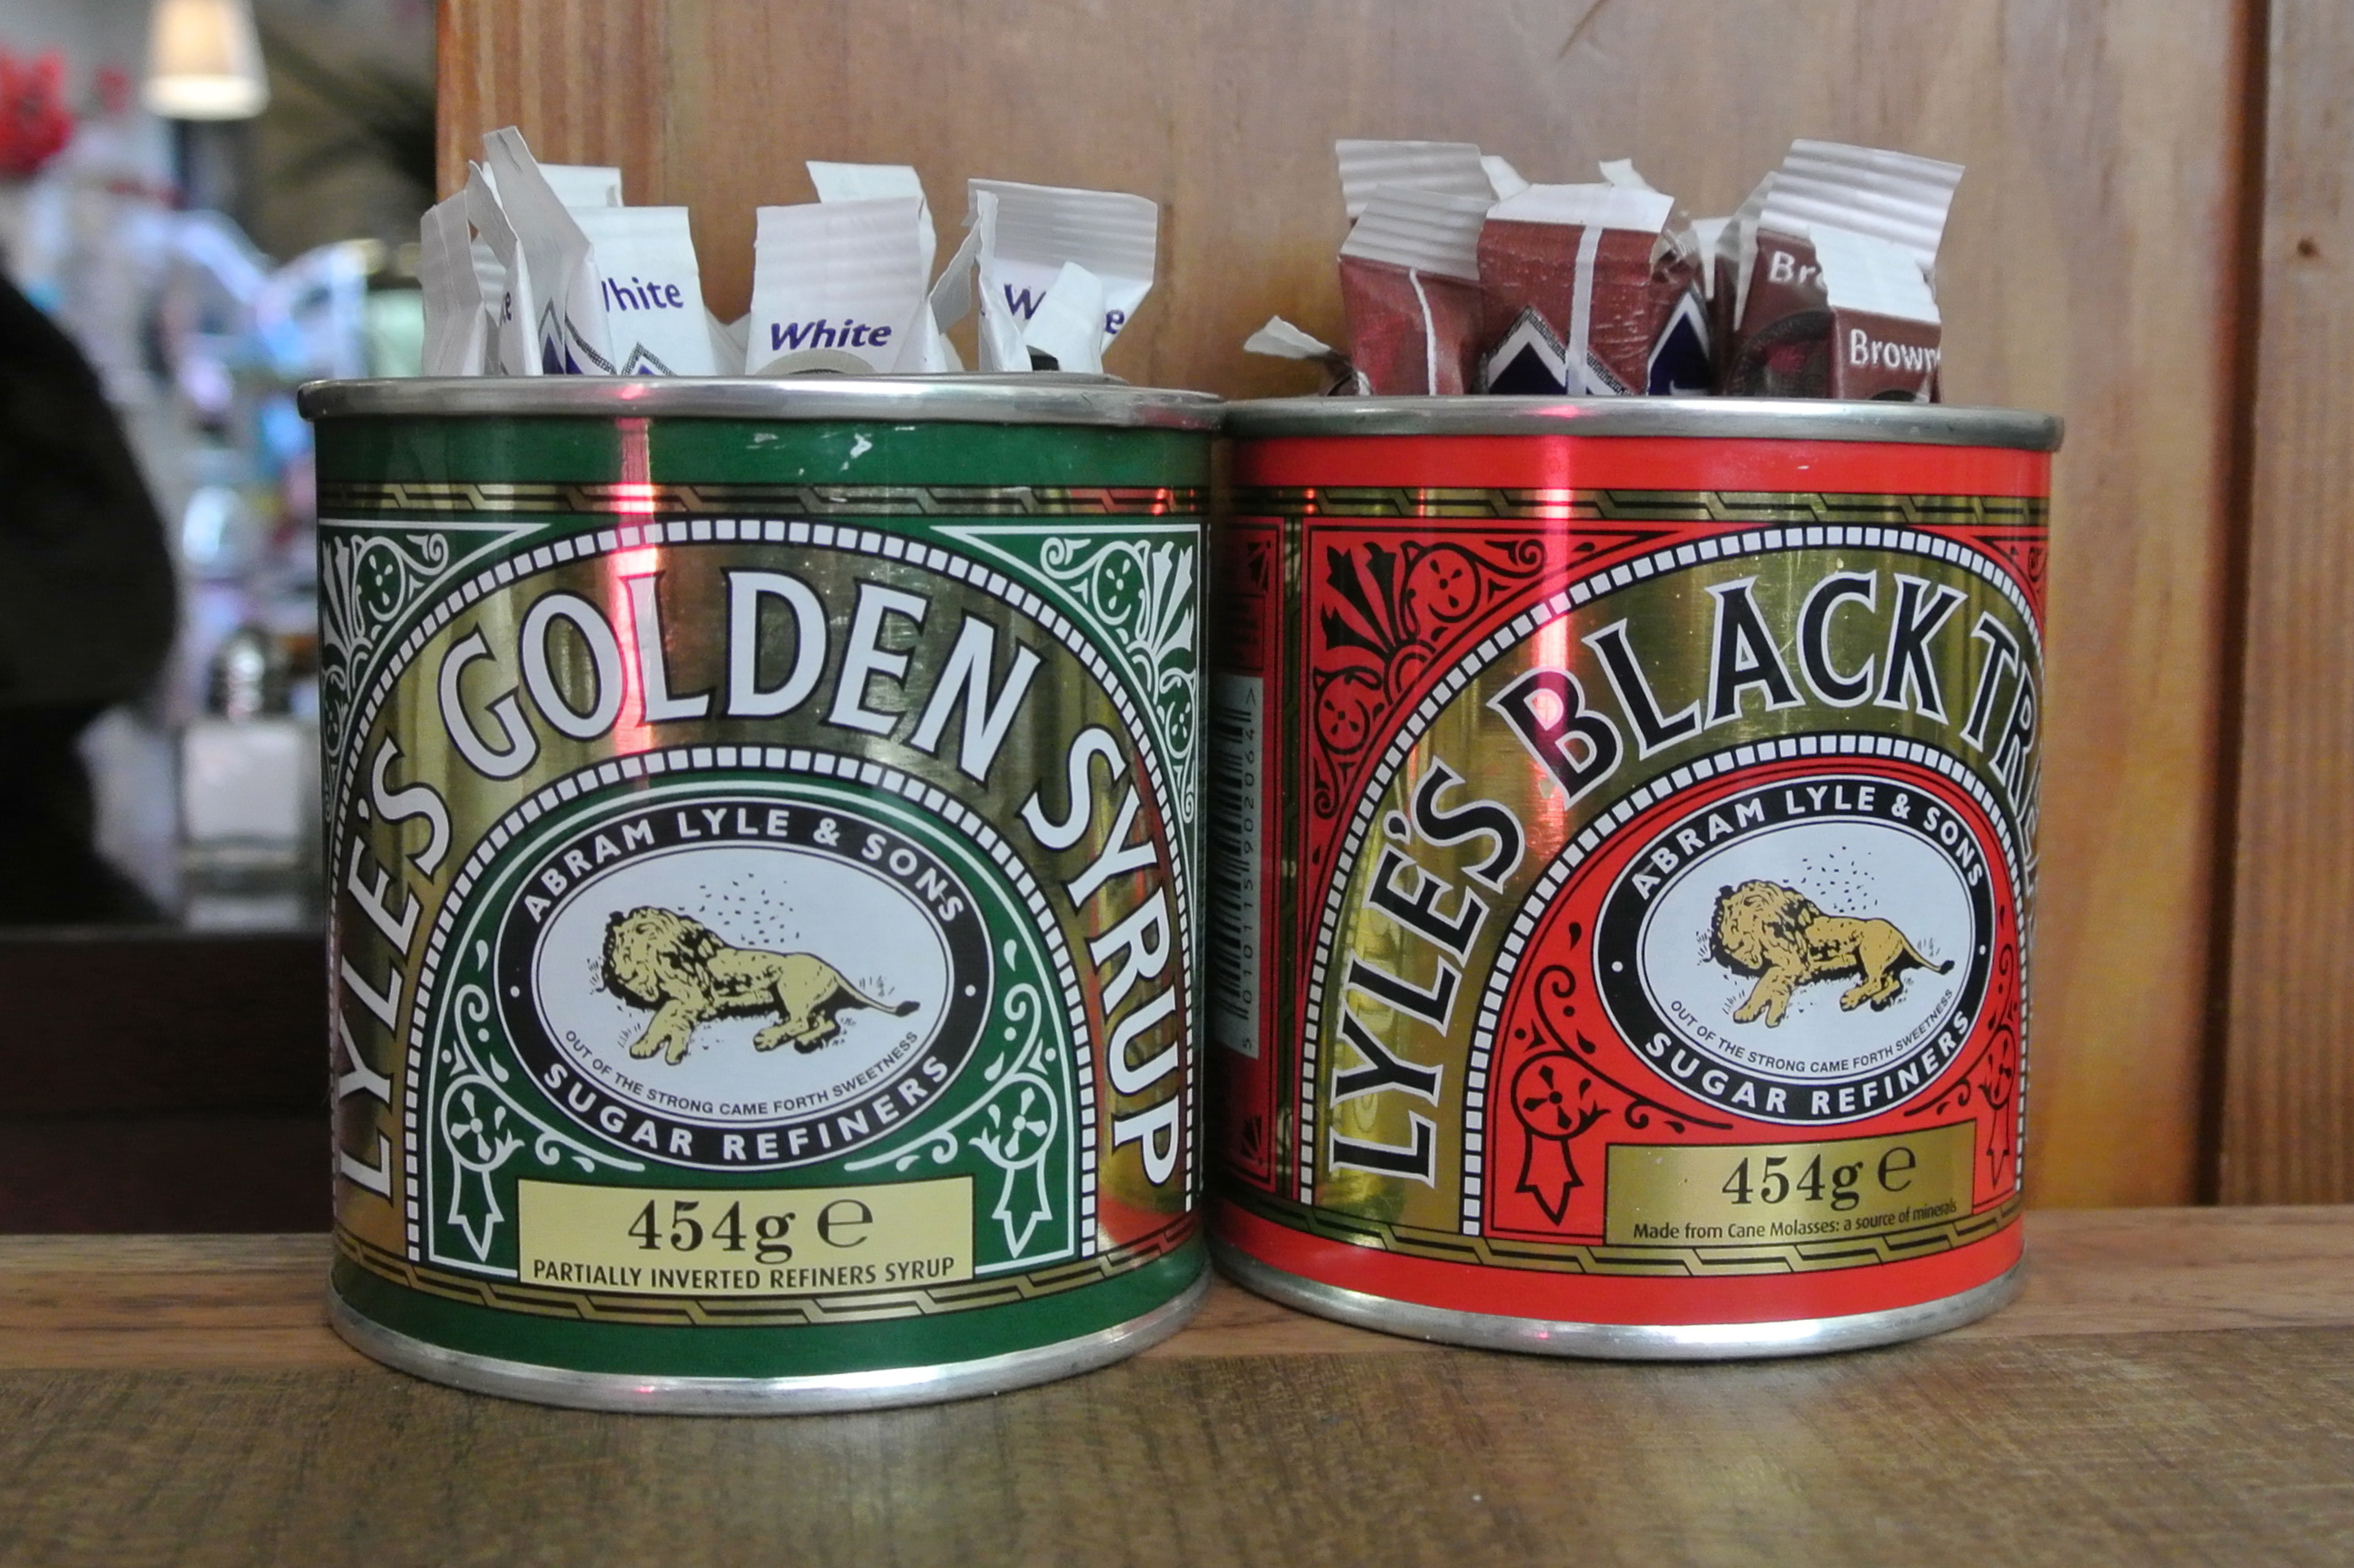 White
White
Brown
LYLE'S GOLDEN SYRUP
ABRAM LYLE & SONS
OUT OF THE STRONG CAME FORTH SWEETNESS
SUGAR REFINERS
454g ℮
PARTIALLY INVERTED REFINERS SYRUP
LYLE'S BLACK
ABRAM LYLE & SONS
OUT OF THE STRONG CAME FORTH SWEETNESS
SUGAR REFINERS
454g ℮
Made from Cane Molasses: a source of minerals